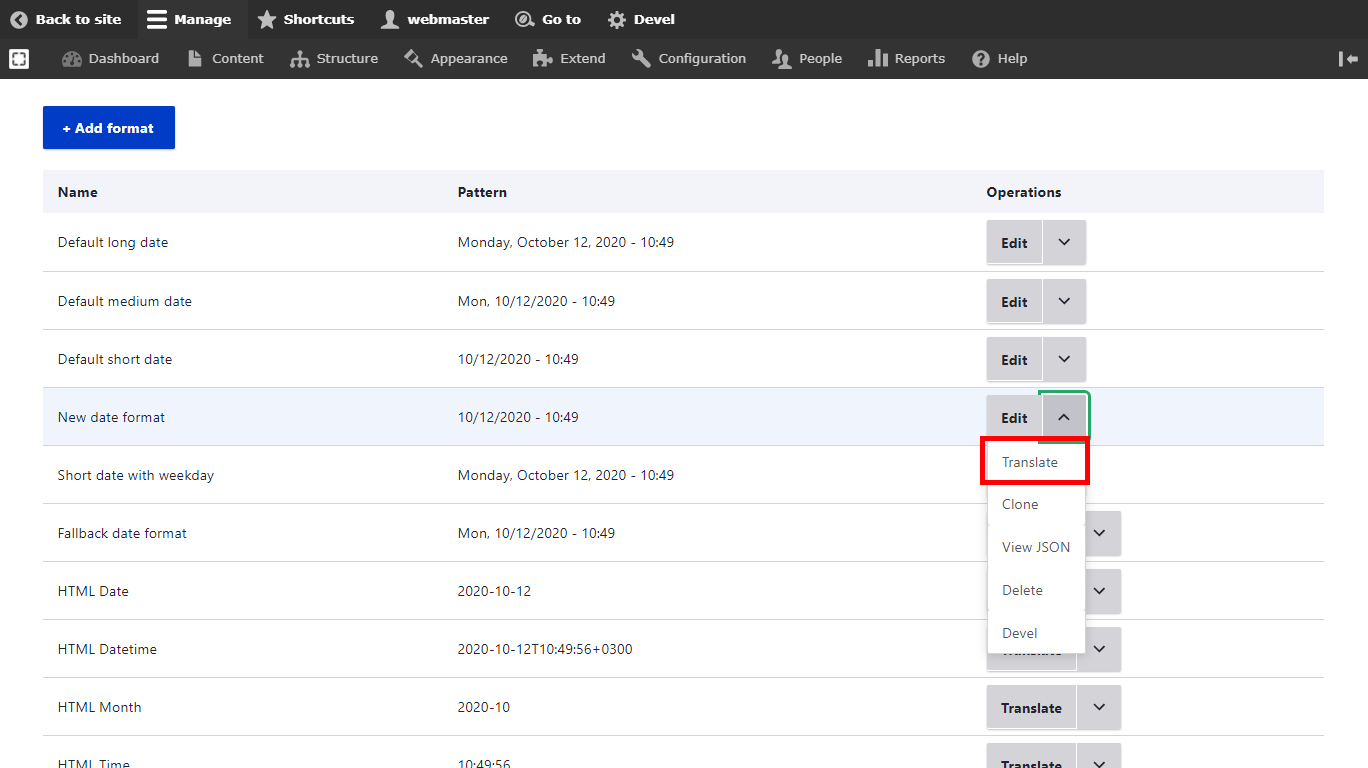 Back to site Manage Shortcuts webmaster Go to Devel
Dashboard Content Structure Appearance Extend Configuration People Reports Help
+ Add format
Name Pattern Operations
Default long date Monday, October 12, 2020 - 10:49 Edit
Default medium date Mon, 10/12/2020 - 10:49 Edit
Default short date 10/12/2020 - 10:49 Edit
New date format 10/12/2020 - 10:49 Edit
Translate
Short date with weekday Monday, October 12, 2020 - 10:49
Clone
Fallback date format Mon, 10/12/2020 - 10:49
View JSON
HTML Date 2020-10-12
Delete
Devel
HTML Datetime 2020-10-12T10:49:56+0300 Translate
HTML Month 2020-10 Translate
HTML Time 10:49:56 Translate